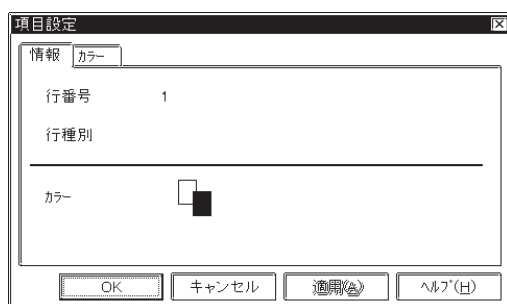 項目設定
情報 ｶﾗｰ
行番号 1
行種別
ｶﾗｰ
OK キャンセル 適用(A) ﾍﾙﾌﾟ(H)